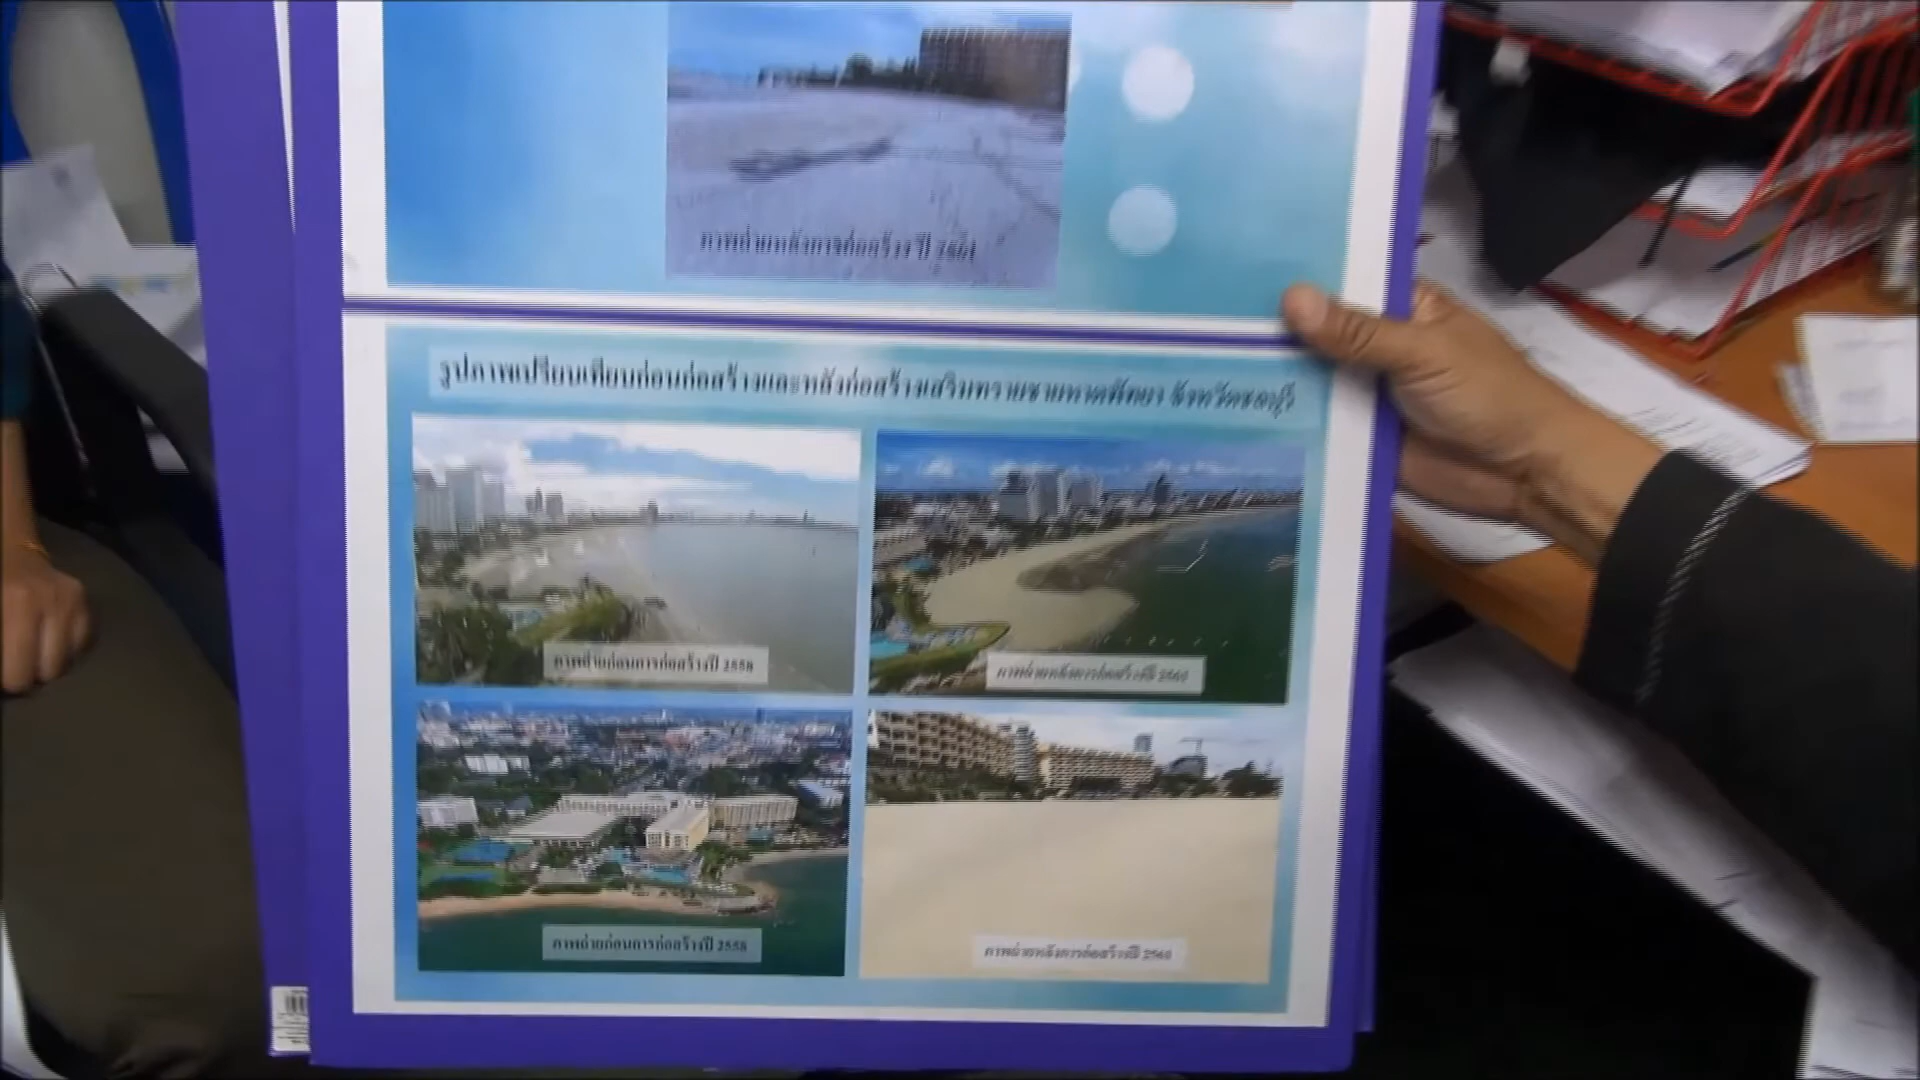 ภาพถ่ายหลังการก่อสร้าง ปี
รูปภาพเปรียบเทียบก่อนก่อสร้างและหลังก่อสร้างเสริมทรายชายหาดพัทยา จังหวัดชลบุรี
ภาพถ่ายก่อนการก่อสร้างปี 2558
ภาพถ่ายหลังการก่อสร้างปี
ภาพถ่ายก่อนการก่อสร้างปี 2558
ภาพถ่ายหลังการก่อสร้างปี